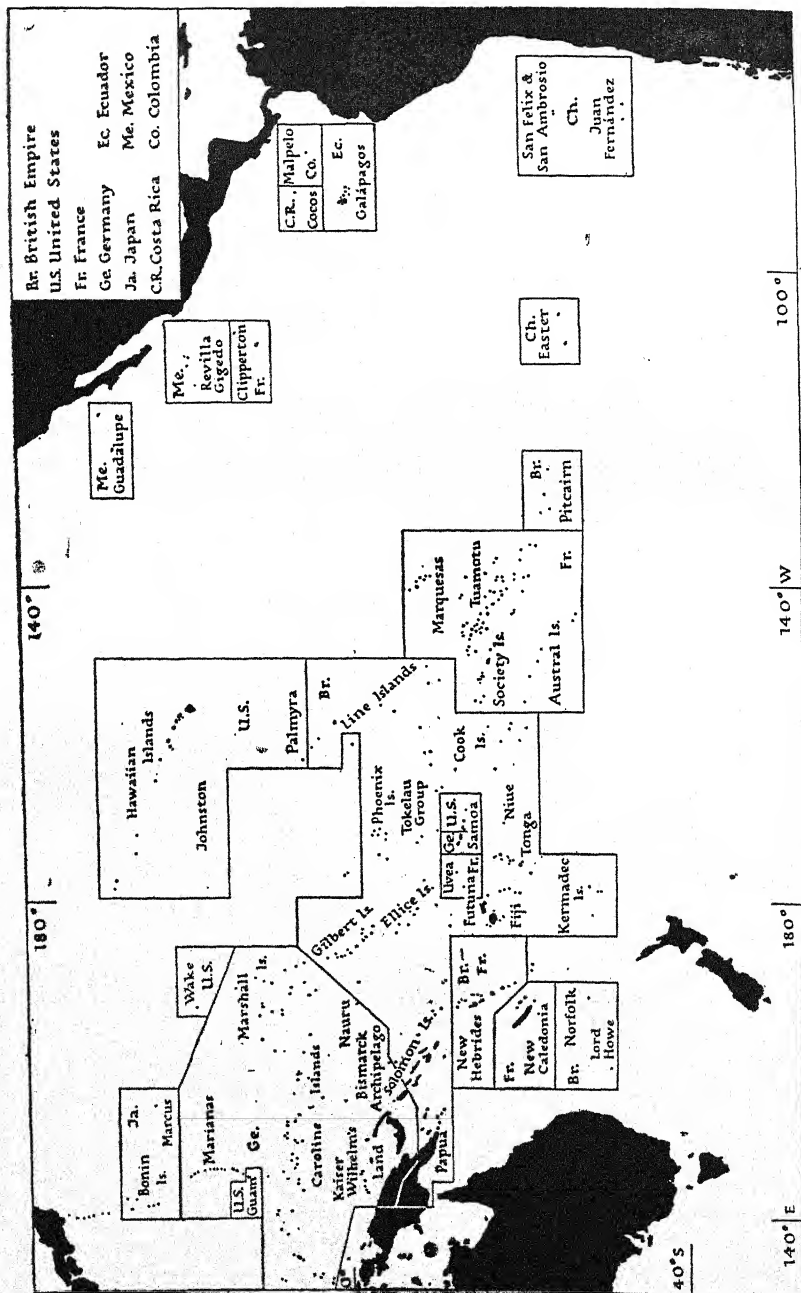 Br. British Empire
U.S. United States
Fr. France
Ge. Germany Ec. Ecuador
Ja. Japan Me. Mexico
C.R. Costa Rica Co. Colombia
180°
140°
Bonin Is.
Ja.
Marcus
Wake
U.S.
Hawaiian
Islands
Johnston
U.S.
Palmyra
Me.
Guadalupe
Me.
Revilla
Gigedo
Clipperton
Fr.
C.R.
Cocos
Malpelo
Co.
Ec.
Galápagos
Marianas
U.S.
Guam
Ge.
Marshall
Is.
Caroline Islands
Nauru
Kaiser
Wilhelm's
Land
Bismarck
Archipelago
Solomon Is.
Papua
Gilbert Is.
Ellice Is.
Br.
Line Islands
Phoenix
Is.
Tokelau
Group
Uvea
Futuna Fr.
Ge.
U.S.
Samoa
Cook
Is.
Niue
Tonga
Fiji
Marquesas
Tuamotu
Society Is.
Austral Is.
Fr.
Br.
Pitcairn
Ch.
Easter
San Felix &
San Ambrosio
Ch.
Juan
Fernández
New
Hebrides
Br.-
Fr.
Fr.
New
Caledonia
Br. Norfolk
Lord
Howe
Kermadec
Is.
0°
40°S
140°E
180°
140°W
100°